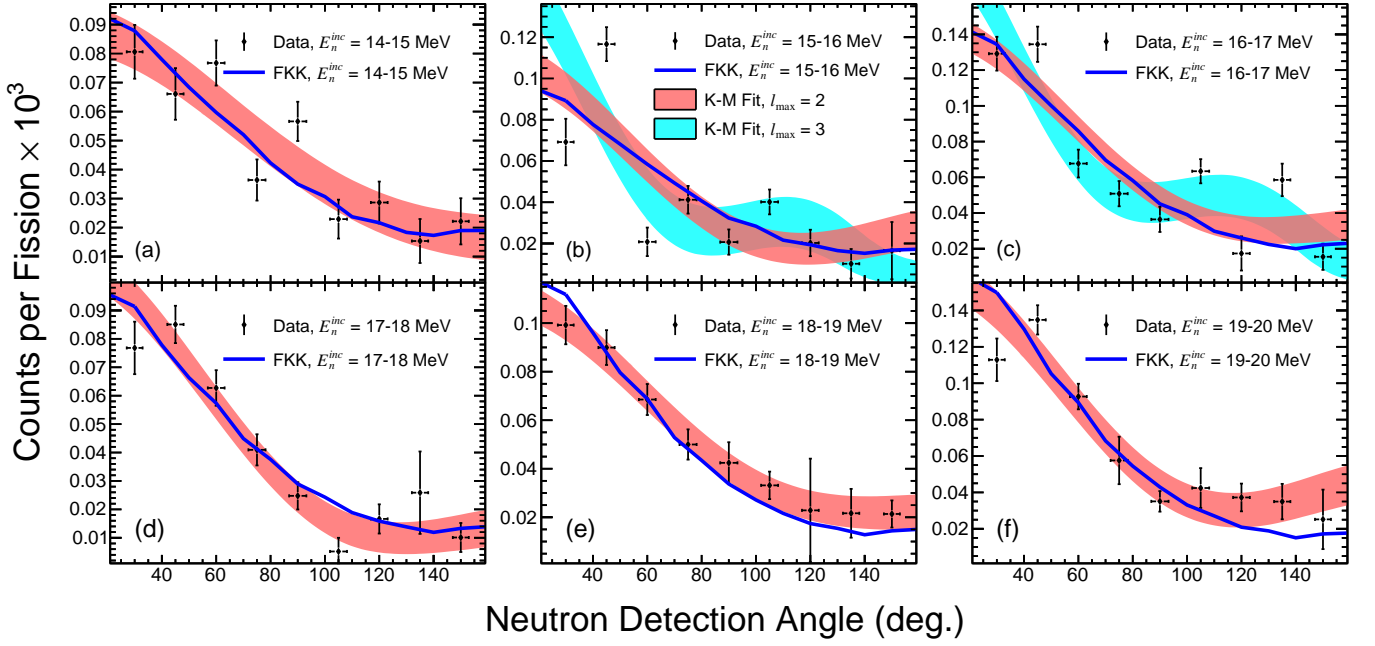 Counts per Fission × 10³
0.09
0.08
0.07
0.06
0.05
0.04
0.03
0.02
0.01
Data, E_n^inc = 14-15 MeV
FKK, E_n^inc = 14-15 MeV
(a)
0.12
0.1
0.08
0.06
0.04
0.02
Data, E_n^inc = 15-16 MeV
FKK, E_n^inc = 15-16 MeV
K-M Fit, l_max = 2
K-M Fit, l_max = 3
(b)
0.16
0.14
0.12
0.1
0.08
0.06
0.04
0.02
Data, E_n^inc = 16-17 MeV
FKK, E_n^inc = 16-17 MeV
(c)
0.09
0.08
0.07
0.06
0.05
0.04
0.03
0.02
0.01
Data, E_n^inc = 17-18 MeV
FKK, E_n^inc = 17-18 MeV
(d)
40 60 80 100 120 140
0.1
0.08
0.06
0.04
0.02
Data, E_n^inc = 18-19 MeV
FKK, E_n^inc = 18-19 MeV
(e)
40 60 80 100 120 140
0.14
0.12
0.1
0.08
0.06
0.04
0.02
Data, E_n^inc = 19-20 MeV
FKK, E_n^inc = 19-20 MeV
(f)
40 60 80 100 120 140
Neutron Detection Angle (deg.)